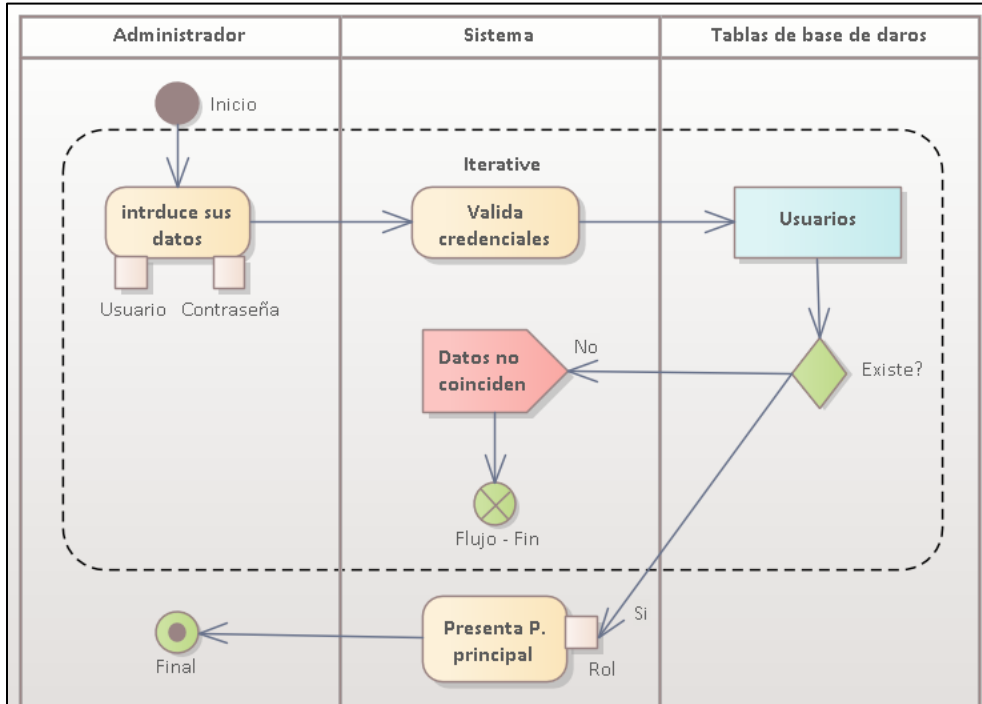 Administrador
Sistema
Tablas de base de daros
Inicio
Iterative
intrduce sus
datos
Valida
credenciales
Usuarios
Usuario
Contraseña
Datos no
coinciden
No
Existe?
Flujo - Fin
Presenta P.
principal
Si
Rol
Final